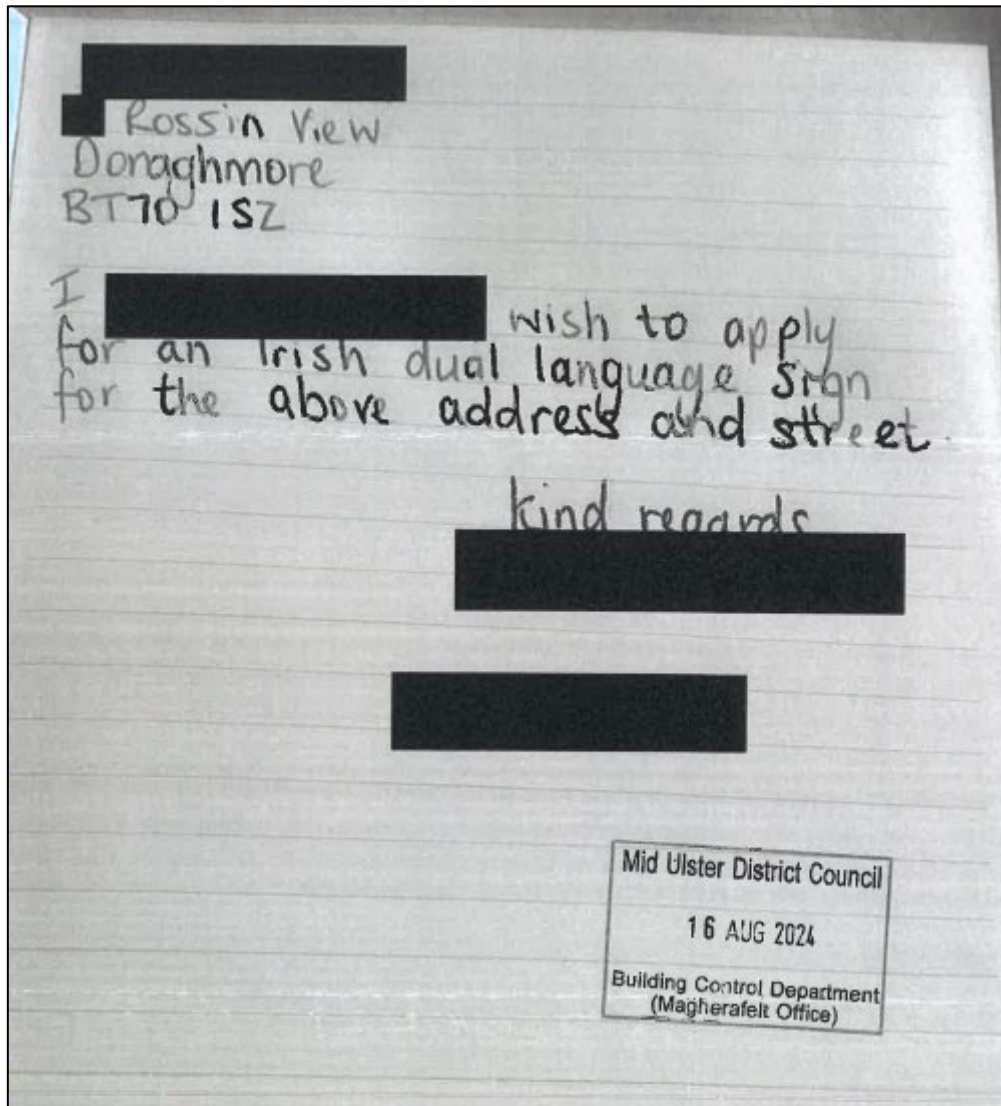 Rossin View
Donaghmore
BT70 1SZ
I wish to apply
for an Irish dual language sign
for the above address and street.
kind regards
Mid Ulster District Council
16 AUG 2024
Building Control Department
(Magherafelt Office)